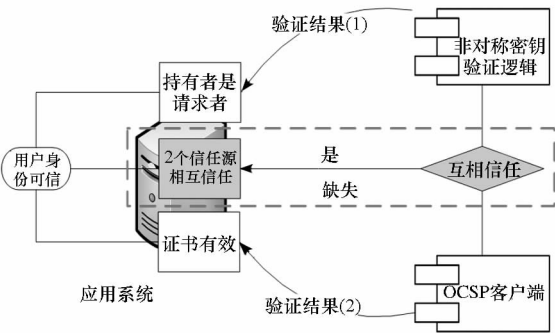 验证结果(1)
非对称密钥
验证逻辑
持有者是
请求者
用户身
份可信
2个信任源
相互信任
是
互相信任
缺失
证书有效
应用系统
验证结果(2)
OCSP客户端